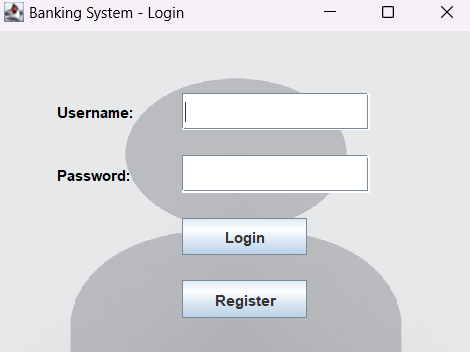 Banking System - Login
Username:
Password:
Login
Register